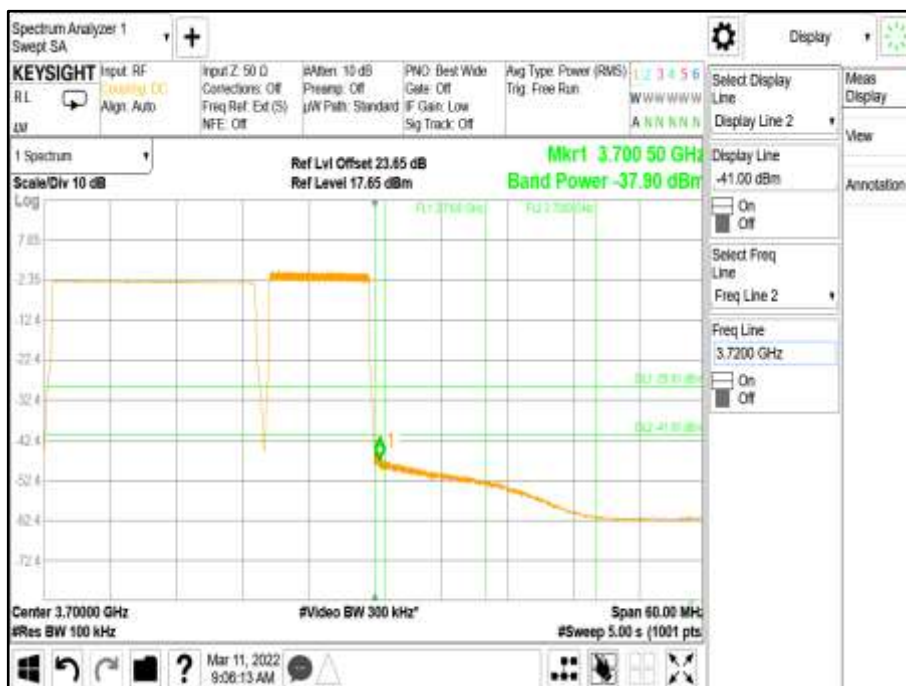 Spectrum Analyzer 1
Swept SA
+
Display
KEYSIGHT
RL
Input: RF
Coupling: DC
Align: Auto
Input Z: 50 Ω
Corrections: Off
Freq Ref: Ext (S)
NFE: Off
#Atten: 10 dB
Preamp: Off
µW Path: Standard
PNO: Best Wide
Gate: Off
IF Gain: Low
Sig Track: Off
Avg Type: Power (RMS)
Trig: Free Run
1 2 3 4 5 6
W W W W W W
A N N N N N
1 Spectrum
Scale/Div 10 dB
Ref Lvl Offset 23.65 dB
Ref Level 17.65 dBm
Mkr1 3.700 50 GHz
Band Power -37.90 dBm
Log
7.65
-2.35
-12.4
-22.4
-32.4
-42.4
-52.4
-62.4
-72.4
1
Center 3.70000 GHz
#Res BW 100 kHz
#Video BW 300 kHz*
Span 60.00 MHz
#Sweep 5.00 s (1001 pts
Select Display
Line
Display Line 2
Display Line
-41.00 dBm
On
Off
Select Freq
Line
Freq Line 2
Freq Line
3.7200 GHz
On
Off
Meas
Display
View
Annotation
?
Mar 11, 2022
9:06:13 AM